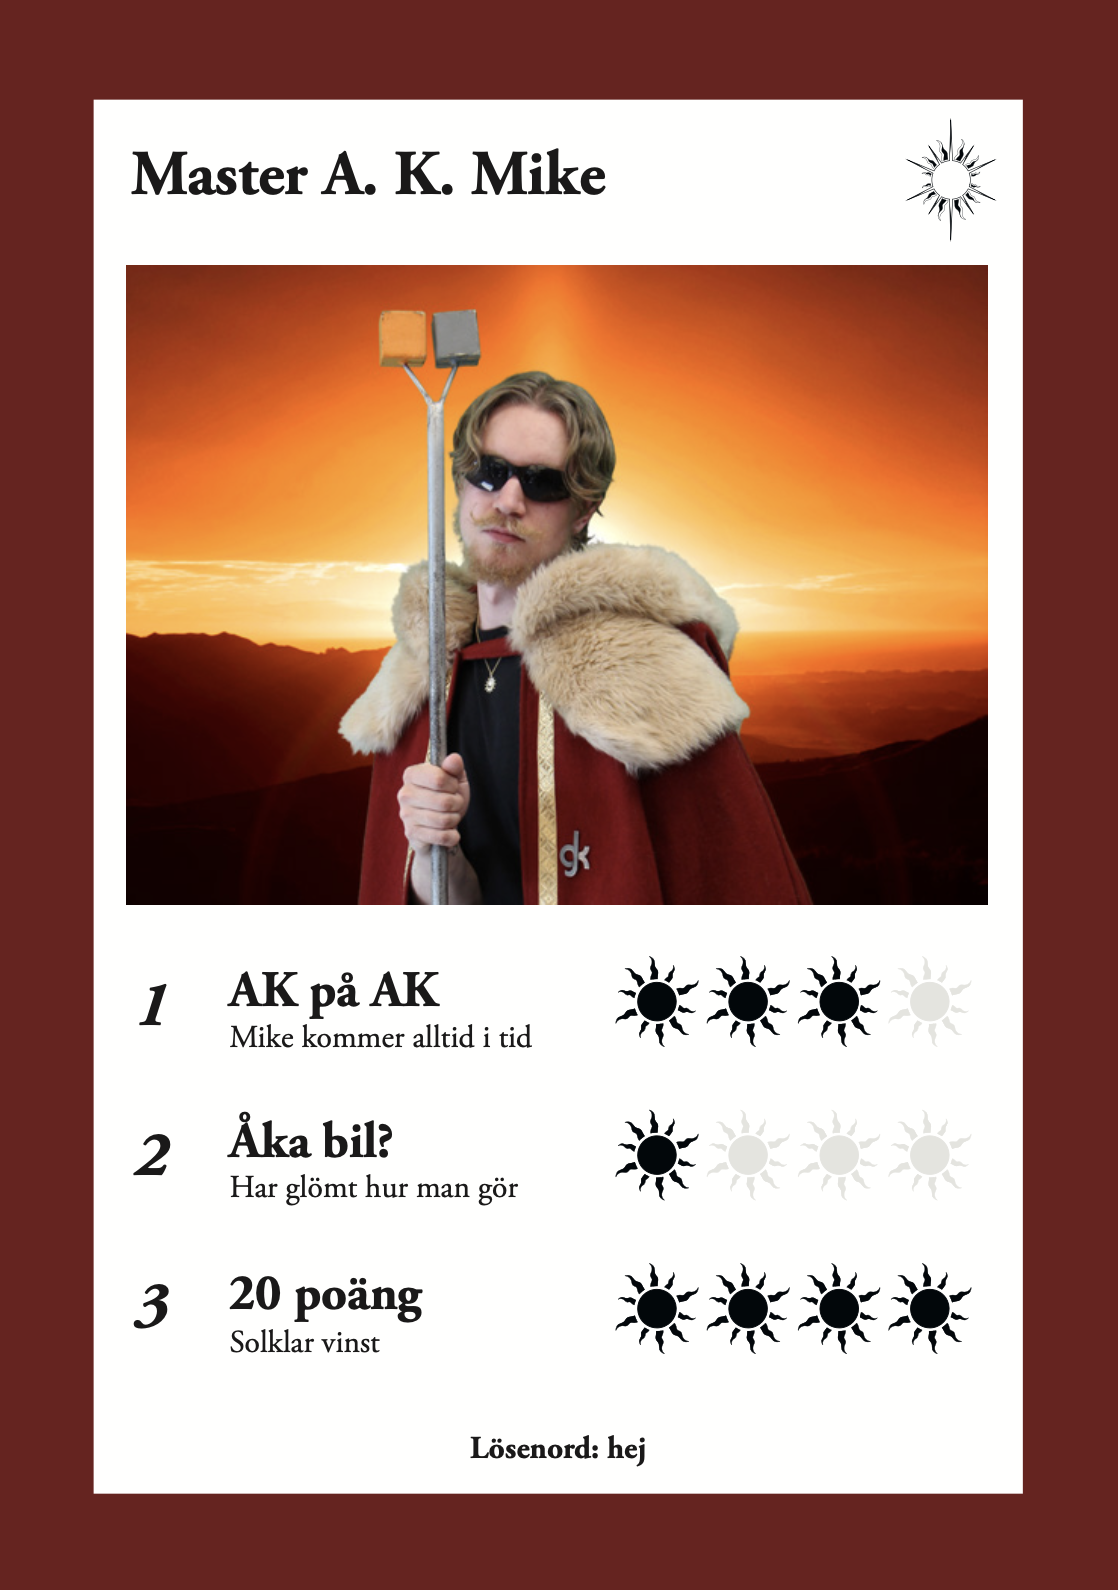 Master A. K. Mike
gk
1 AK på AK
Mike kommer alltid i tid
2 Åka bil?
Har glömt hur man gör
3 20 poäng
Solklar vinst
Lösenord: hej